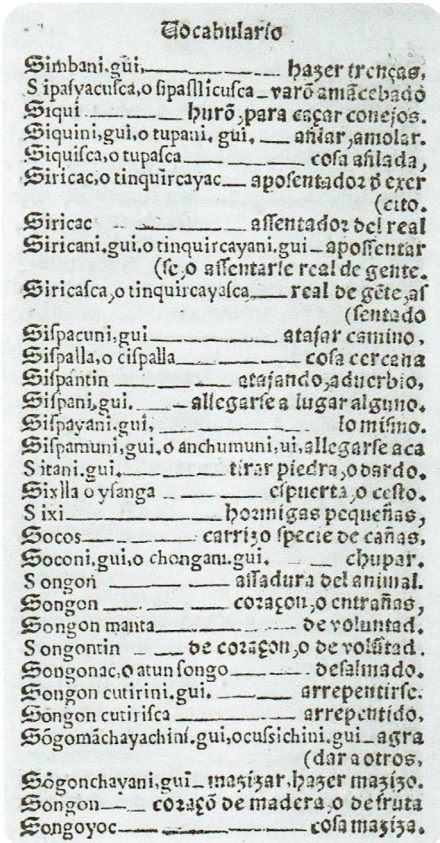 Vocabulario
Simbani.gui, hazer trenças,
Sipasyacusca, o sipasllicusca varõ amãcebado
Siqui hurõ, para caçar conejos.
Siquini, gui, o tupani. gui, afilar, amolar.
Siquisca, o tupasca cosa afilada,
Siricac, o tinquircayac aposentador đ exer
(cito.
Siricac assentador del real
Siricani.gui. o tinquircayani.gui apossentar
(se, o assentarse real de gente.
Siricasca, o tinquircayasca real de gẽte, as
(sentado
Sispacuni, gui atajar camino,
Sispalla, o cispalla cosa cercana
Sispantin atajando, aduerbio,
Sispani, gui. allegarse a lugar alguno.
Sispayani.gui, lo mismo.
Sispamuni, gui. o anchumuni, ui, allegarse aca
Sitani.gui. tirar piedra, o dardo.
Sixlla o ysanga espuerta, o cesto.
Sixi hormigas pequeñas,
Socos carrizo specie de cañas,
Soconi.gui, o chongani.gui. chupar.
Songon assadura del animal.
Songon coraçon, o entrañas,
Songon manta de voluntad.
Songontin de coraçon, o de volũtad.
Songonac, o atun songo desalmado.
Songon cutirini.gui. arrepentirse.
Songon cutirisca arrepentido,
Sõgomãchayachini.gui, o cussichini.gui agra
(dar a otros,
Sõgonchayani, gui mazizar, hazer mazizo.
Songon coraçõ de madera, o de fruta
Songoyoc cosa maziza.